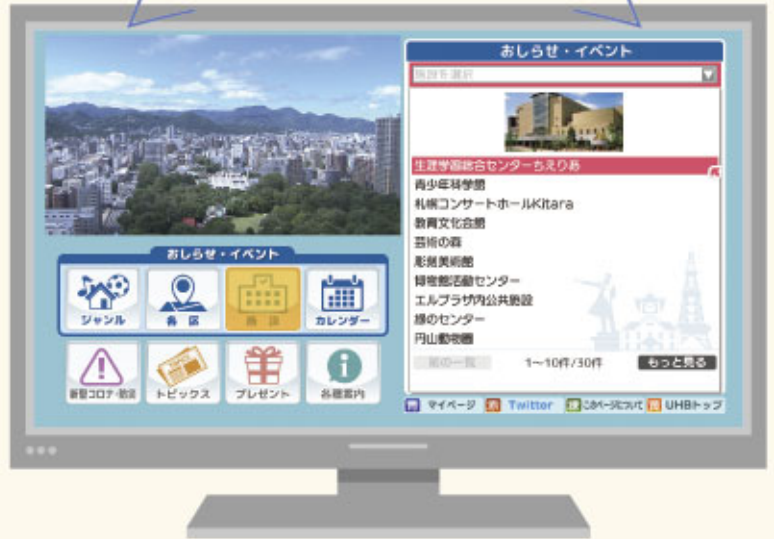 おしらせ・イベント
施設を選択
生涯学習総合センターちえりあ
青少年科学館
札幌コンサートホールKitara
教育文化会館
芸術の森
彫刻美術館
博物館活動センター
エルプラザ内公共施設
緑のセンター
円山動物園
前の一覧 1~10件/30件 もっと見る
おしらせ・イベント
ジャンル 各区 施設 カレンダー
新型コロナ・防災 トピックス プレゼント 各種案内
マイページ Twitter このページについて UHBトップ